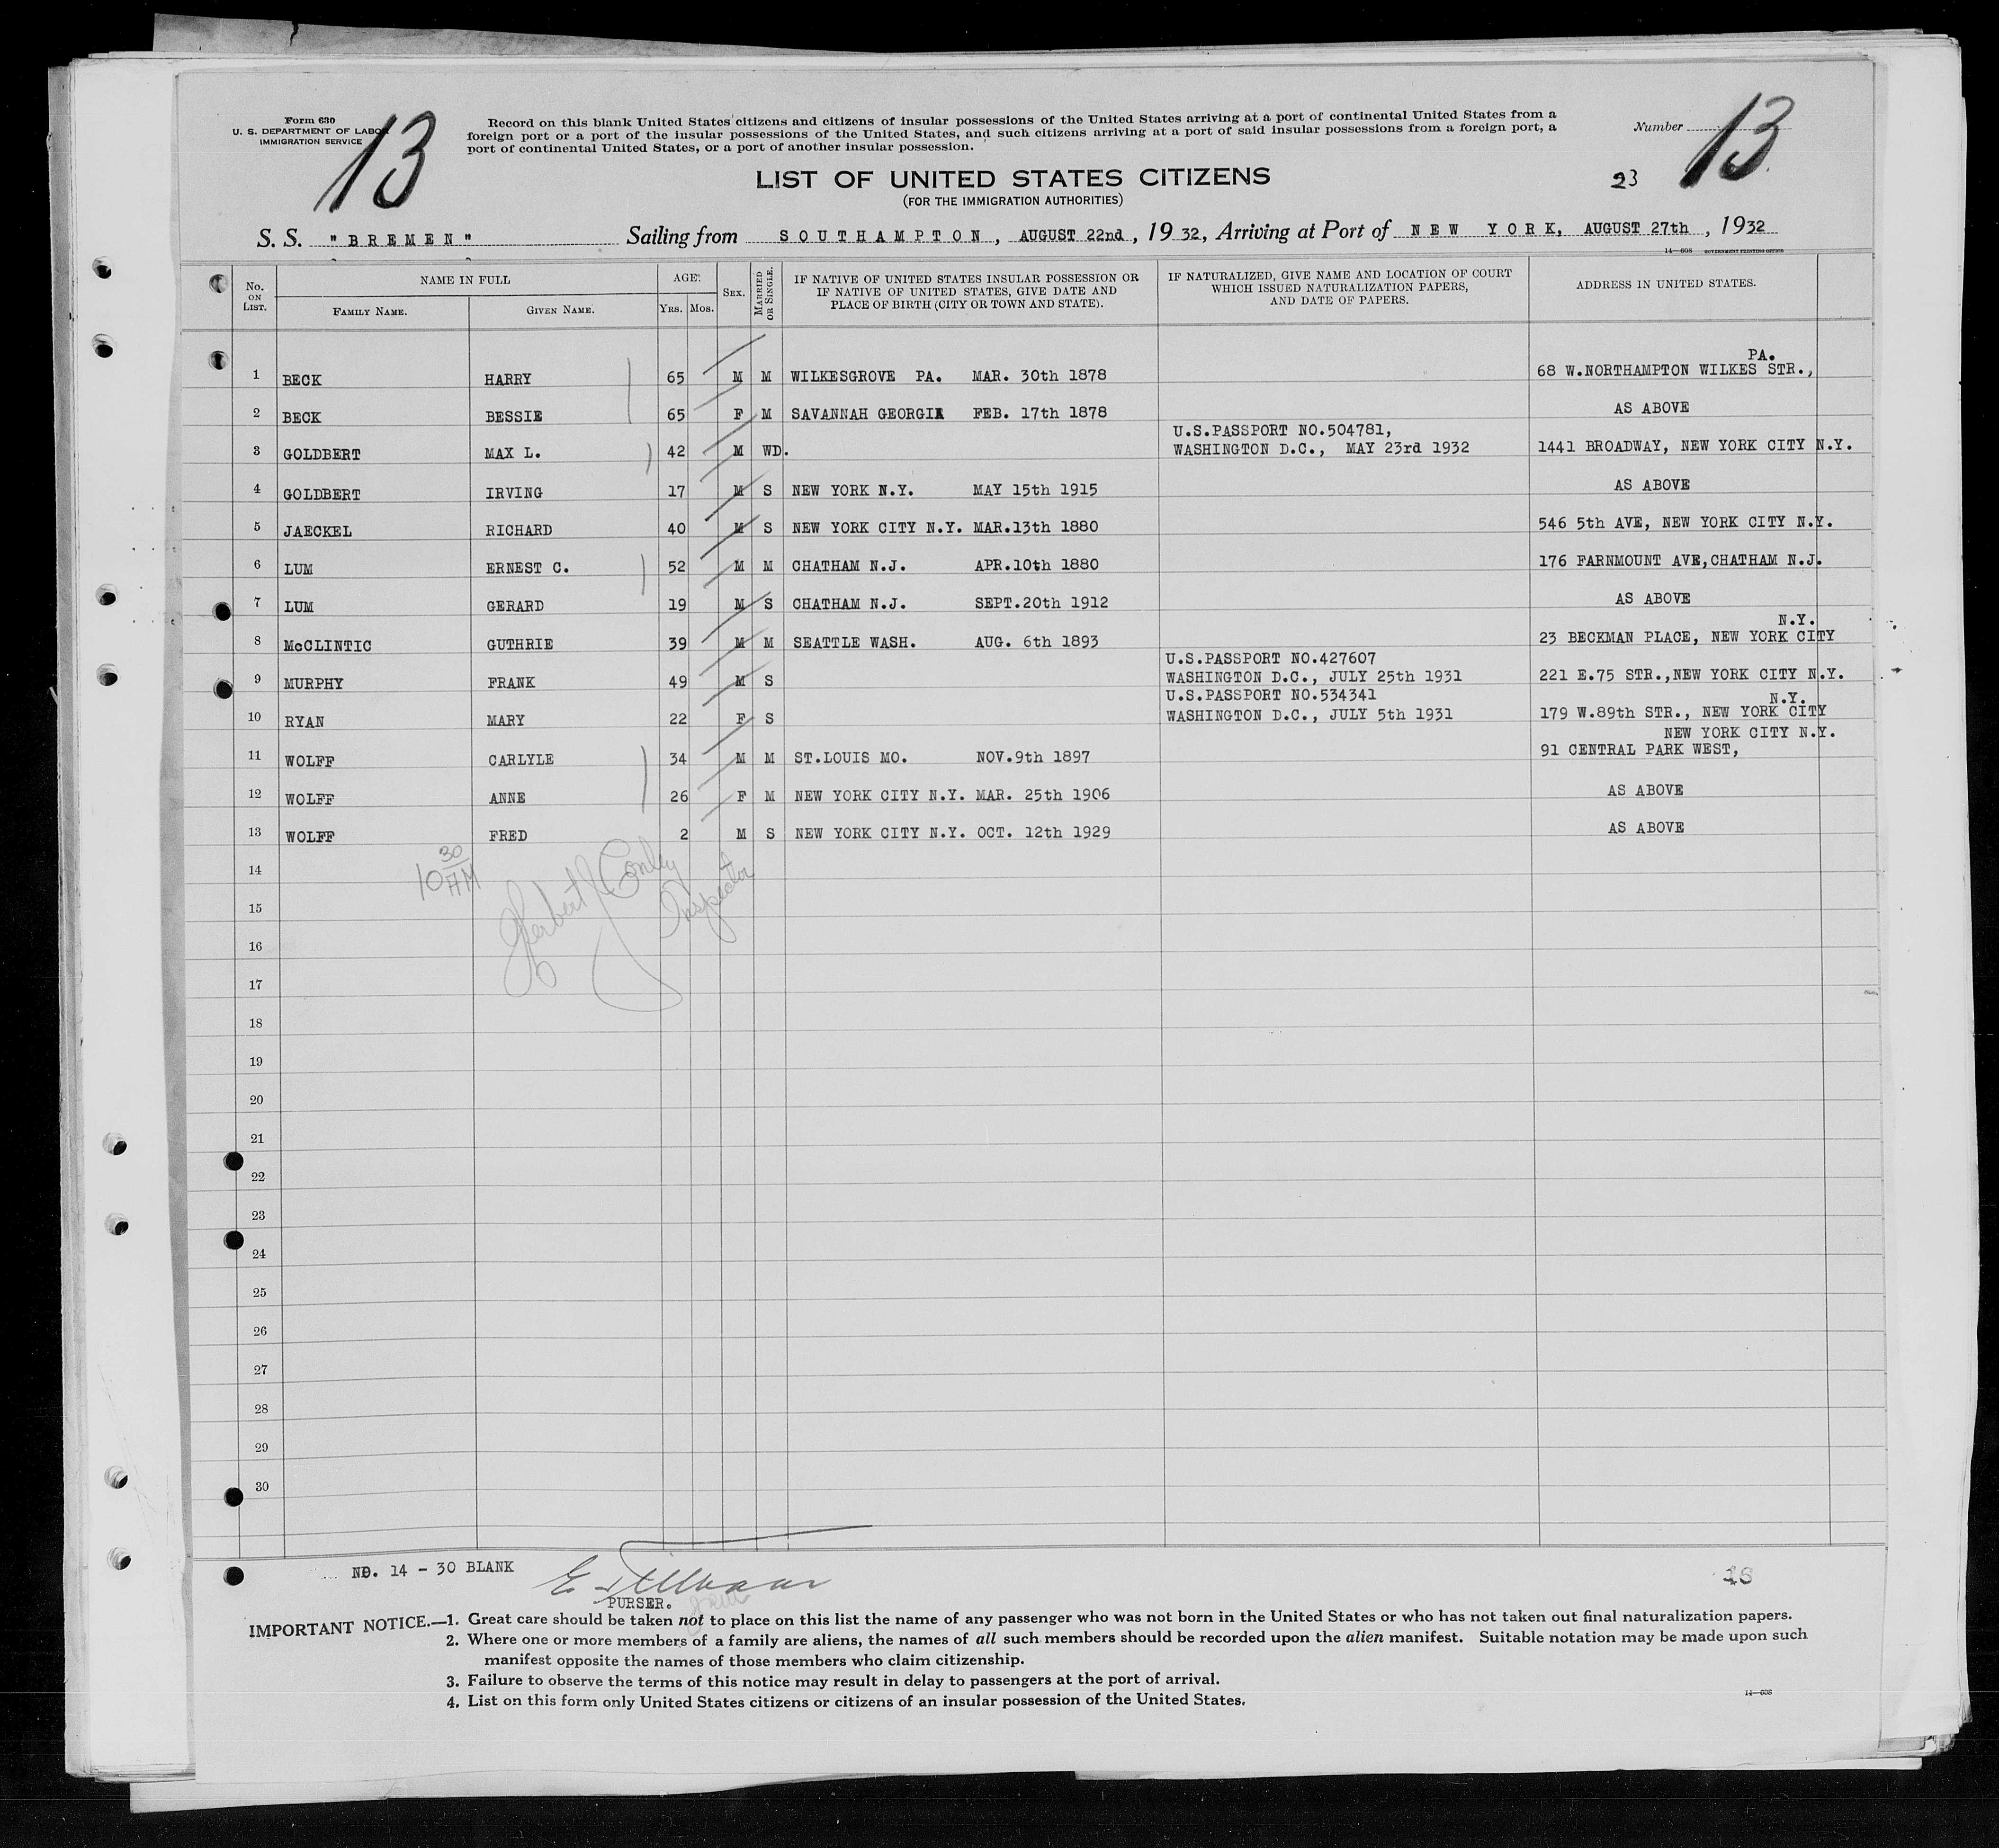 Form 630
U. S. DEPARTMENT OF LABOR
IMMIGRATION SERVICE
13
Record on this blank United States citizens and citizens of insular possessions of the United States arriving at a port of continental United States from a
foreign port or a port of the insular possessions of the United States, and such citizens arriving at a port of said insular possessions from a foreign port, a
port of continental United States, or a port of another insular possession.
Number 13
LIST OF UNITED STATES CITIZENS
23
(FOR THE IMMIGRATION AUTHORITIES)
S. S. "BREMEN" Sailing from SOUTHAMPTON, AUGUST 22nd, 1932, Arriving at Port of NEW YORK, AUGUST 27th, 1932
14—608 GOVERNMENT PRINTING OFFICE
No. ON LIST.
NAME IN FULL
FAMILY NAME.
GIVEN NAME.
AGE.
YRS.
MOS.
SEX.
MARRIED OR SINGLE.
IF NATIVE OF UNITED STATES INSULAR POSSESSION OR
IF NATIVE OF UNITED STATES, GIVE DATE AND
PLACE OF BIRTH (CITY OR TOWN AND STATE).
IF NATURALIZED, GIVE NAME AND LOCATION OF COURT
WHICH ISSUED NATURALIZATION PAPERS,
AND DATE OF PAPERS.
ADDRESS IN UNITED STATES.
PA.
1 BECK HARRY 65 M M WILKESGROVE PA. MAR. 30th 1878 68 W.NORTHAMPTON WILKES STR.,
2 BECK BESSIE 65 F M SAVANNAH GEORGIA FEB. 17th 1878 AS ABOVE
U.S.PASSPORT NO.504781,
3 GOLDBERT MAX L. 42 M WD. WASHINGTON D.C., MAY 23rd 1932 1441 BROADWAY, NEW YORK CITY N.Y.
4 GOLDBERT IRVING 17 M S NEW YORK N.Y. MAY 15th 1915 AS ABOVE
5 JAECKEL RICHARD 40 M S NEW YORK CITY N.Y. MAR.13th 1880 546 5th AVE, NEW YORK CITY N.Y.
6 LUM ERNEST C. 52 M M CHATHAM N.J. APR.10th 1880 176 FARNMOUNT AVE,CHATHAM N.J.
7 LUM GERARD 19 M S CHATHAM N.J. SEPT.20th 1912 AS ABOVE
N.Y.
8 McCLINTIC GUTHRIE 39 M M SEATTLE WASH. AUG. 6th 1893 23 BECKMAN PLACE, NEW YORK CITY
U.S.PASSPORT NO.427607
9 MURPHY FRANK 49 M S WASHINGTON D.C., JULY 25th 1931 221 E.75 STR.,NEW YORK CITY N.Y.
U.S.PASSPORT NO.534341 N.Y.
10 RYAN MARY 22 F S WASHINGTON D.C., JULY 5th 1931 179 W.89th STR., NEW YORK CITY
NEW YORK CITY N.Y.
11 WOLFF CARLYLE 34 M M ST.LOUIS MO. NOV.9th 1897 91 CENTRAL PARK WEST,
12 WOLFF ANNE 26 F M NEW YORK CITY N.Y. MAR. 25th 1906 AS ABOVE
13 WOLFF FRED 2 M S NEW YORK CITY N.Y. OCT. 12th 1929 AS ABOVE
10 30 AM
Herbert J Conley
Inspector
14
15
16
17
18
19
20
21
22
23
24
25
26
27
28
29
30
NO. 14 - 30 BLANK
PURSER.
IMPORTANT NOTICE.—1. Great care should be taken not to place on this list the name of any passenger who was not born in the United States or who has not taken out final naturalization papers.
2. Where one or more members of a family are aliens, the names of all such members should be recorded upon the alien manifest. Suitable notation may be made upon such
manifest opposite the names of those members who claim citizenship.
3. Failure to observe the terms of this notice may result in delay to passengers at the port of arrival.
4. List on this form only United States citizens or citizens of an insular possession of the United States.
14—608